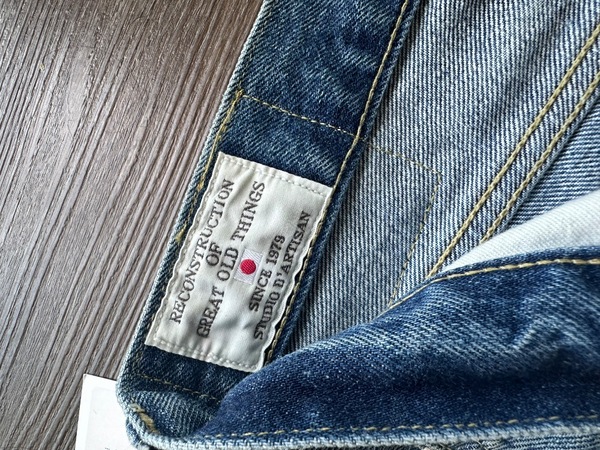 RECONSTRUCTION
OF
GREAT OLD THINGS
SINCE 1979
STUDIO D'ARTISAN